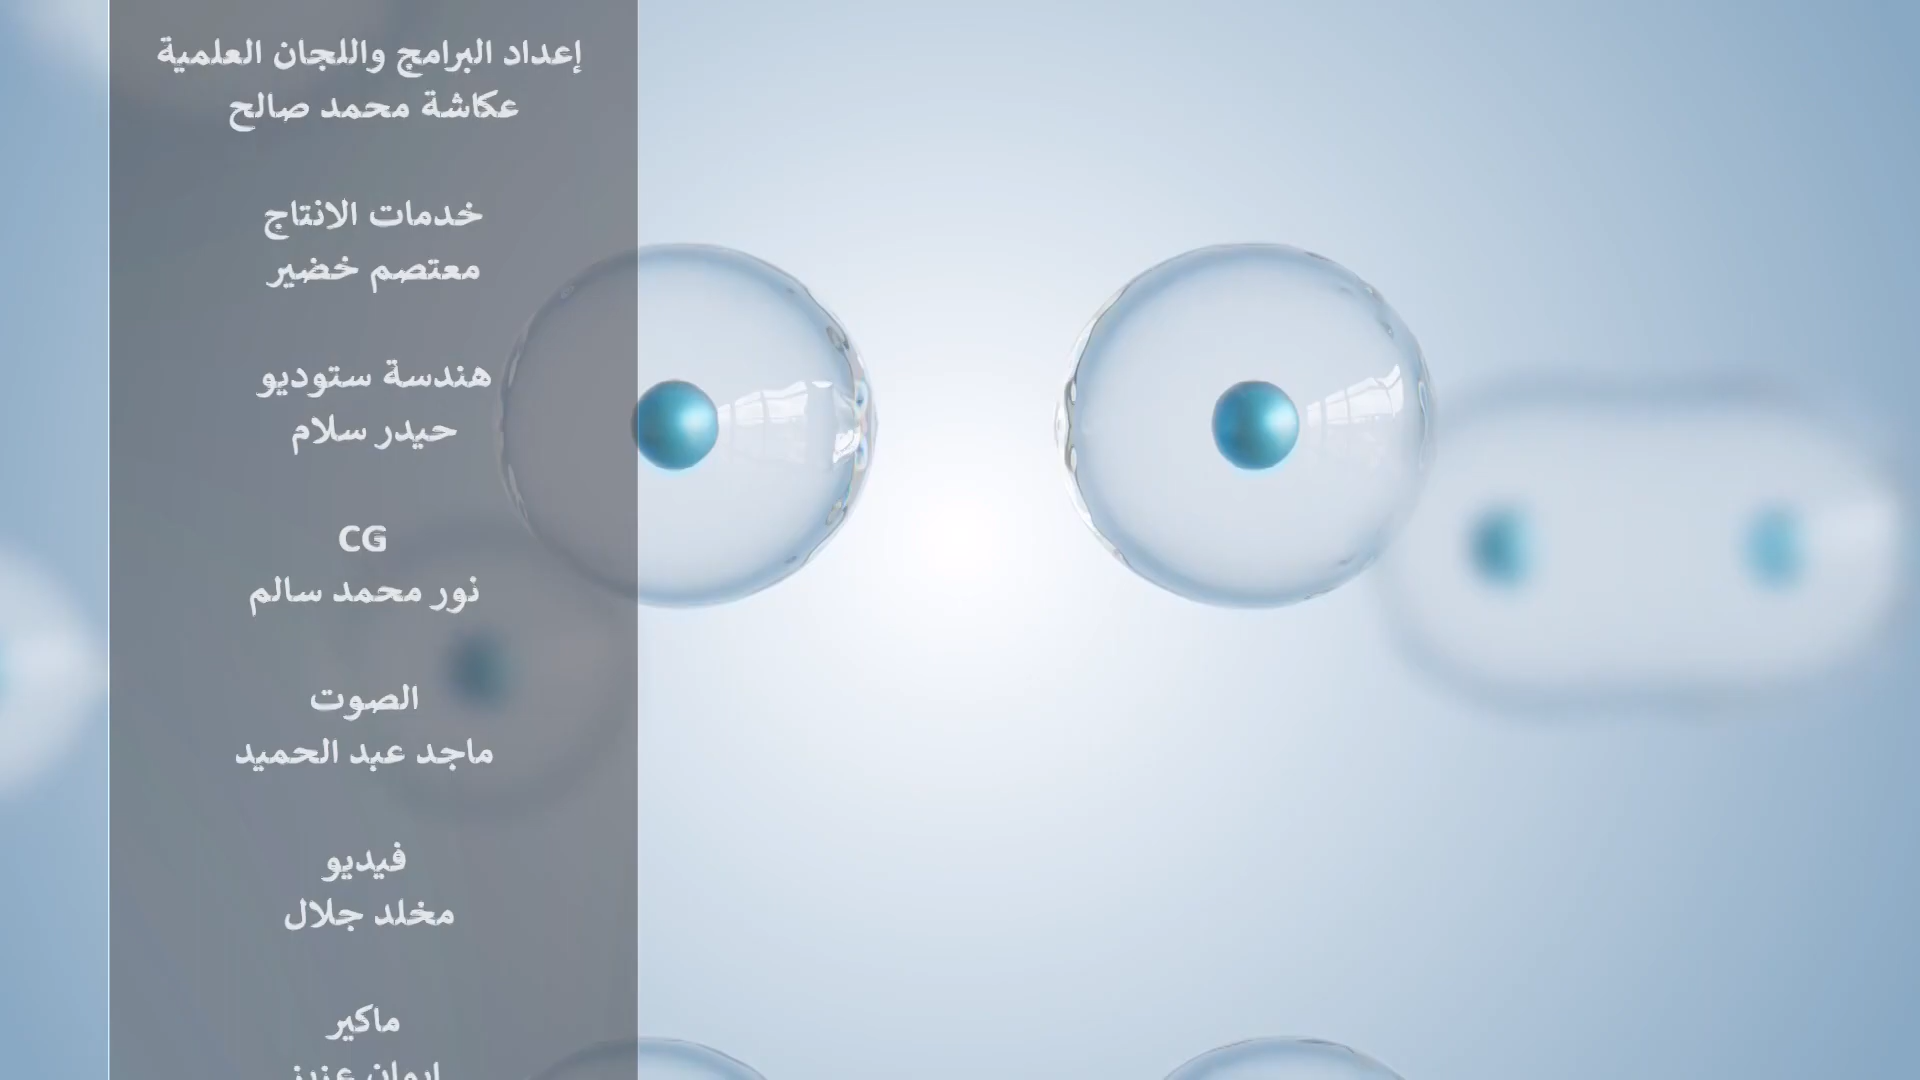 إعداد البرامج واللجان العلمية
عكاشة محمد صالح
خدمات الانتاج
معتصم خضير
هندسة ستوديو
حيدر سلام
CG
نور محمد سالم
الصوت
ماجد عبد الحميد
فيديو
مخلد جلال
ماكير